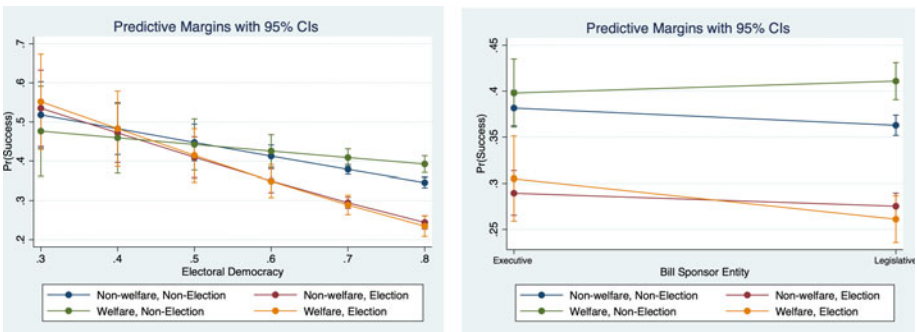 Predictive Margins with 95% CIs
Pr(Success)
.7
.6
.5
.4
.3
.2
.3 .4 .5 .6 .7 .8
Electoral Democracy
Non-welfare, Non-Election Non-welfare, Election
Welfare, Non-Election Welfare, Election
Predictive Margins with 95% CIs
Pr(Success)
.45
.4
.35
.3
.25
Executive Legislative
Bill Sponsor Entity
Non-welfare, Non-Election Non-welfare, Election
Welfare, Non-Election Welfare, Election